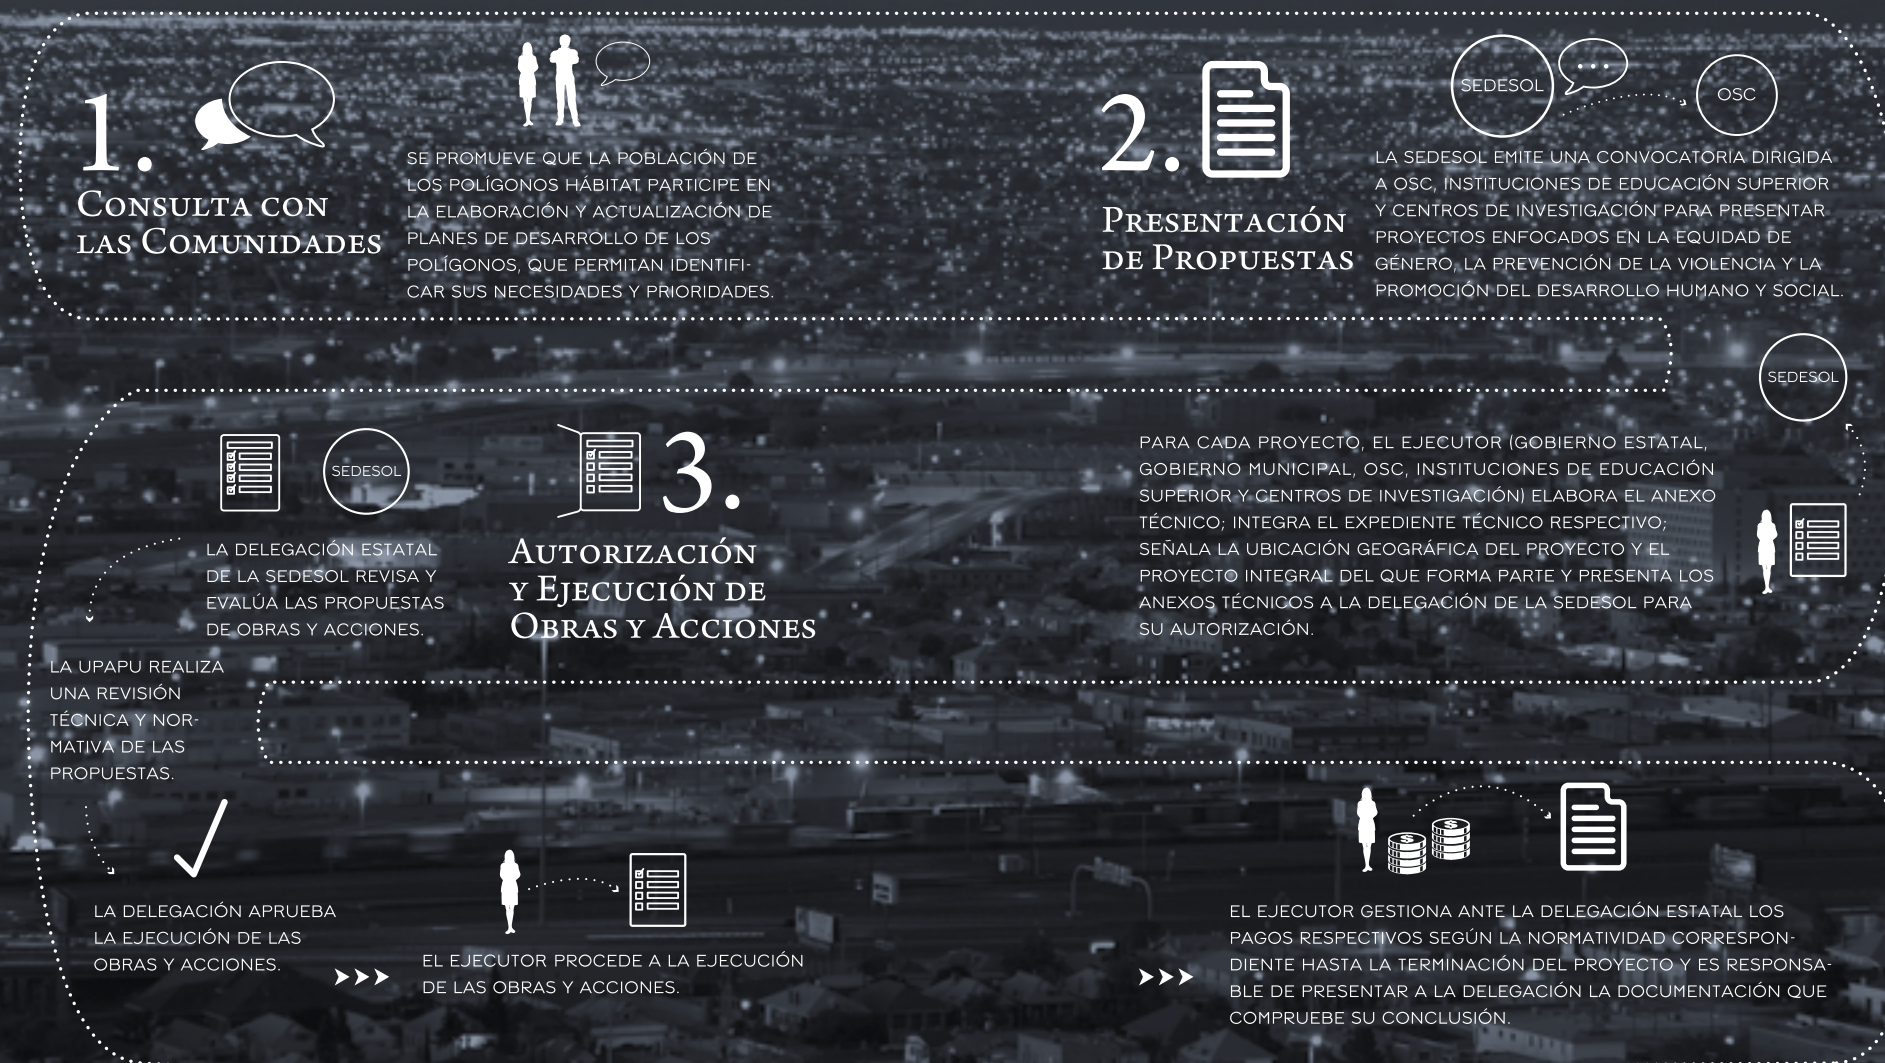 1.
Consulta con
las Comunidades
SE PROMUEVE QUE LA POBLACIÓN DE
LOS POLÍGONOS HÁBITAT PARTICIPE EN
LA ELABORACIÓN Y ACTUALIZACIÓN DE
PLANES DE DESARROLLO DE LOS
POLÍGONOS, QUE PERMITAN IDENTIFI-
CAR SUS NECESIDADES Y PRIORIDADES.
2.
Presentación
de Propuestas
SEDESOL
OSC
LA SEDESOL EMITE UNA CONVOCATORIA DIRIGIDA
A OSC, INSTITUCIONES DE EDUCACIÓN SUPERIOR
Y CENTROS DE INVESTIGACIÓN PARA PRESENTAR
PROYECTOS ENFOCADOS EN LA EQUIDAD DE
GÉNERO, LA PREVENCIÓN DE LA VIOLENCIA Y LA
PROMOCIÓN DEL DESARROLLO HUMANO Y SOCIAL.
SEDESOL
PARA CADA PROYECTO, EL EJECUTOR (GOBIERNO ESTATAL,
GOBIERNO MUNICIPAL, OSC, INSTITUCIONES DE EDUCACIÓN
SUPERIOR Y CENTROS DE INVESTIGACIÓN) ELABORA EL ANEXO
TÉCNICO; INTEGRA EL EXPEDIENTE TÉCNICO RESPECTIVO;
SEÑALA LA UBICACIÓN GEOGRÁFICA DEL PROYECTO Y EL
PROYECTO INTEGRAL DEL QUE FORMA PARTE Y PRESENTA LOS
ANEXOS TÉCNICOS A LA DELEGACIÓN DE LA SEDESOL PARA
SU AUTORIZACIÓN.
3.
Autorización
y Ejecución de
Obras y Acciones
SEDESOL
LA DELEGACIÓN ESTATAL
DE LA SEDESOL REVISA Y
EVALÚA LAS PROPUESTAS
DE OBRAS Y ACCIONES.
LA UPAPU REALIZA
UNA REVISIÓN
TÉCNICA Y NOR-
MATIVA DE LAS
PROPUESTAS.
LA DELEGACIÓN APRUEBA
LA EJECUCIÓN DE LAS
OBRAS Y ACCIONES.
EL EJECUTOR PROCEDE A LA EJECUCIÓN
DE LAS OBRAS Y ACCIONES.
$ $
EL EJECUTOR GESTIONA ANTE LA DELEGACIÓN ESTATAL LOS
PAGOS RESPECTIVOS SEGÚN LA NORMATIVIDAD CORRESPON-
DIENTE HASTA LA TERMINACIÓN DEL PROYECTO Y ES RESPONSA-
BLE DE PRESENTAR A LA DELEGACIÓN LA DOCUMENTACIÓN QUE
COMPRUEBE SU CONCLUSIÓN.